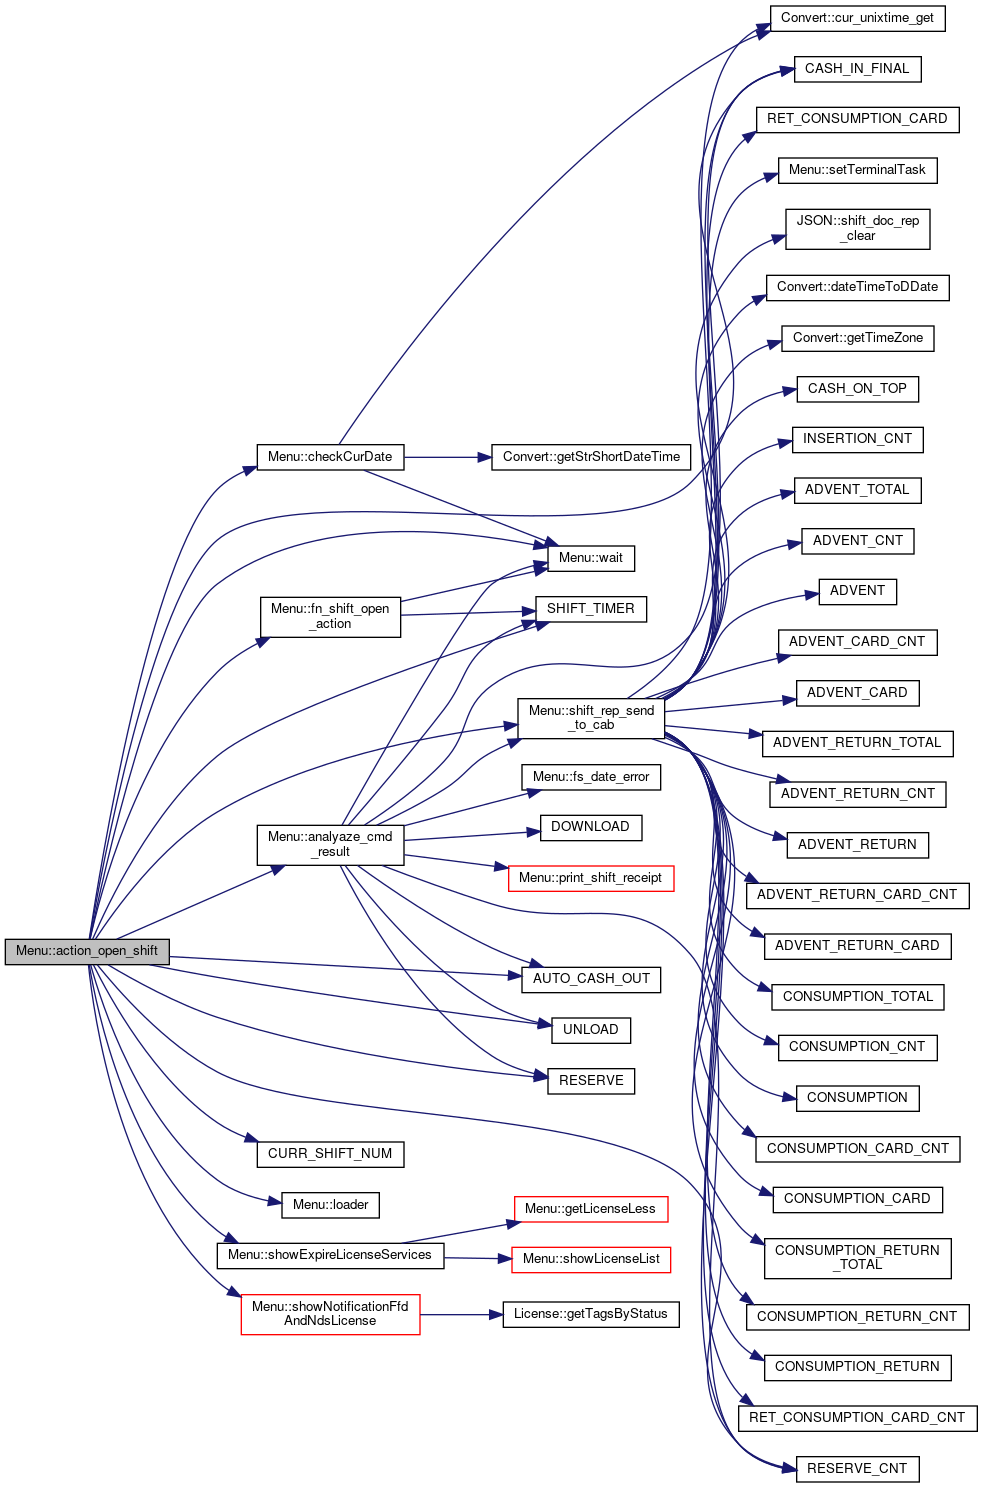 Convert::cur_unixtime_get
CASH_IN_FINAL
RET_CONSUMPTION_CARD
Menu::setTerminalTask
JSON::shift_doc_rep
_clear
Convert::dateTimeToDDate
Convert::getTimeZone
CASH_ON_TOP
INSERTION_CNT
Menu::checkCurDate
Convert::getStrShortDateTime
ADVENT_TOTAL
ADVENT_CNT
Menu::wait
ADVENT
Menu::fn_shift_open
_action
SHIFT_TIMER
ADVENT_CARD_CNT
ADVENT_CARD
Menu::shift_rep_send
_to_cab
ADVENT_RETURN_TOTAL
Menu::fs_date_error
ADVENT_RETURN_CNT
DOWNLOAD
Menu::analyaze_cmd
_result
ADVENT_RETURN
Menu::print_shift_receipt
ADVENT_RETURN_CARD_CNT
Menu::action_open_shift
ADVENT_RETURN_CARD
AUTO_CASH_OUT
CONSUMPTION_TOTAL
UNLOAD
CONSUMPTION_CNT
RESERVE
CONSUMPTION
CURR_SHIFT_NUM
CONSUMPTION_CARD_CNT
Menu::loader
CONSUMPTION_CARD
Menu::getLicenseLess
Menu::showExpireLicenseServices
Menu::showLicenseList
CONSUMPTION_RETURN
_TOTAL
Menu::showNotificationFfd
AndNdsLicense
License::getTagsByStatus
CONSUMPTION_RETURN_CNT
CONSUMPTION_RETURN
RET_CONSUMPTION_CARD_CNT
RESERVE_CNT